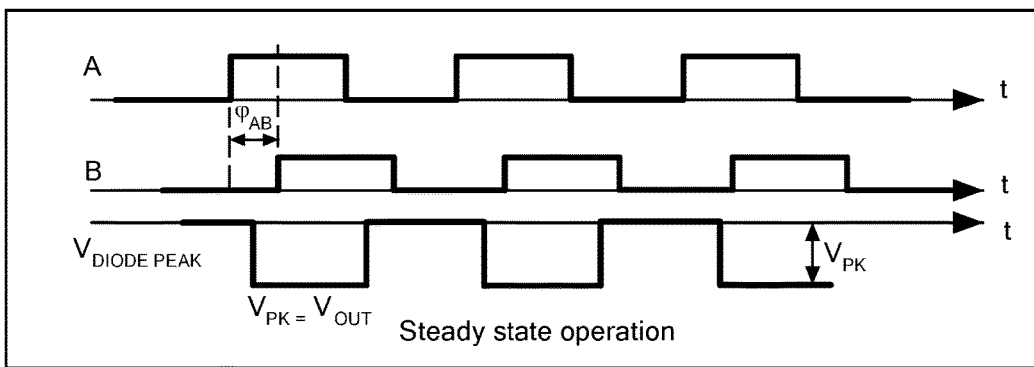 A
t
φAB
B
t
t
VDIODE PEAK
VPK
VPK = VOUT
Steady state operation